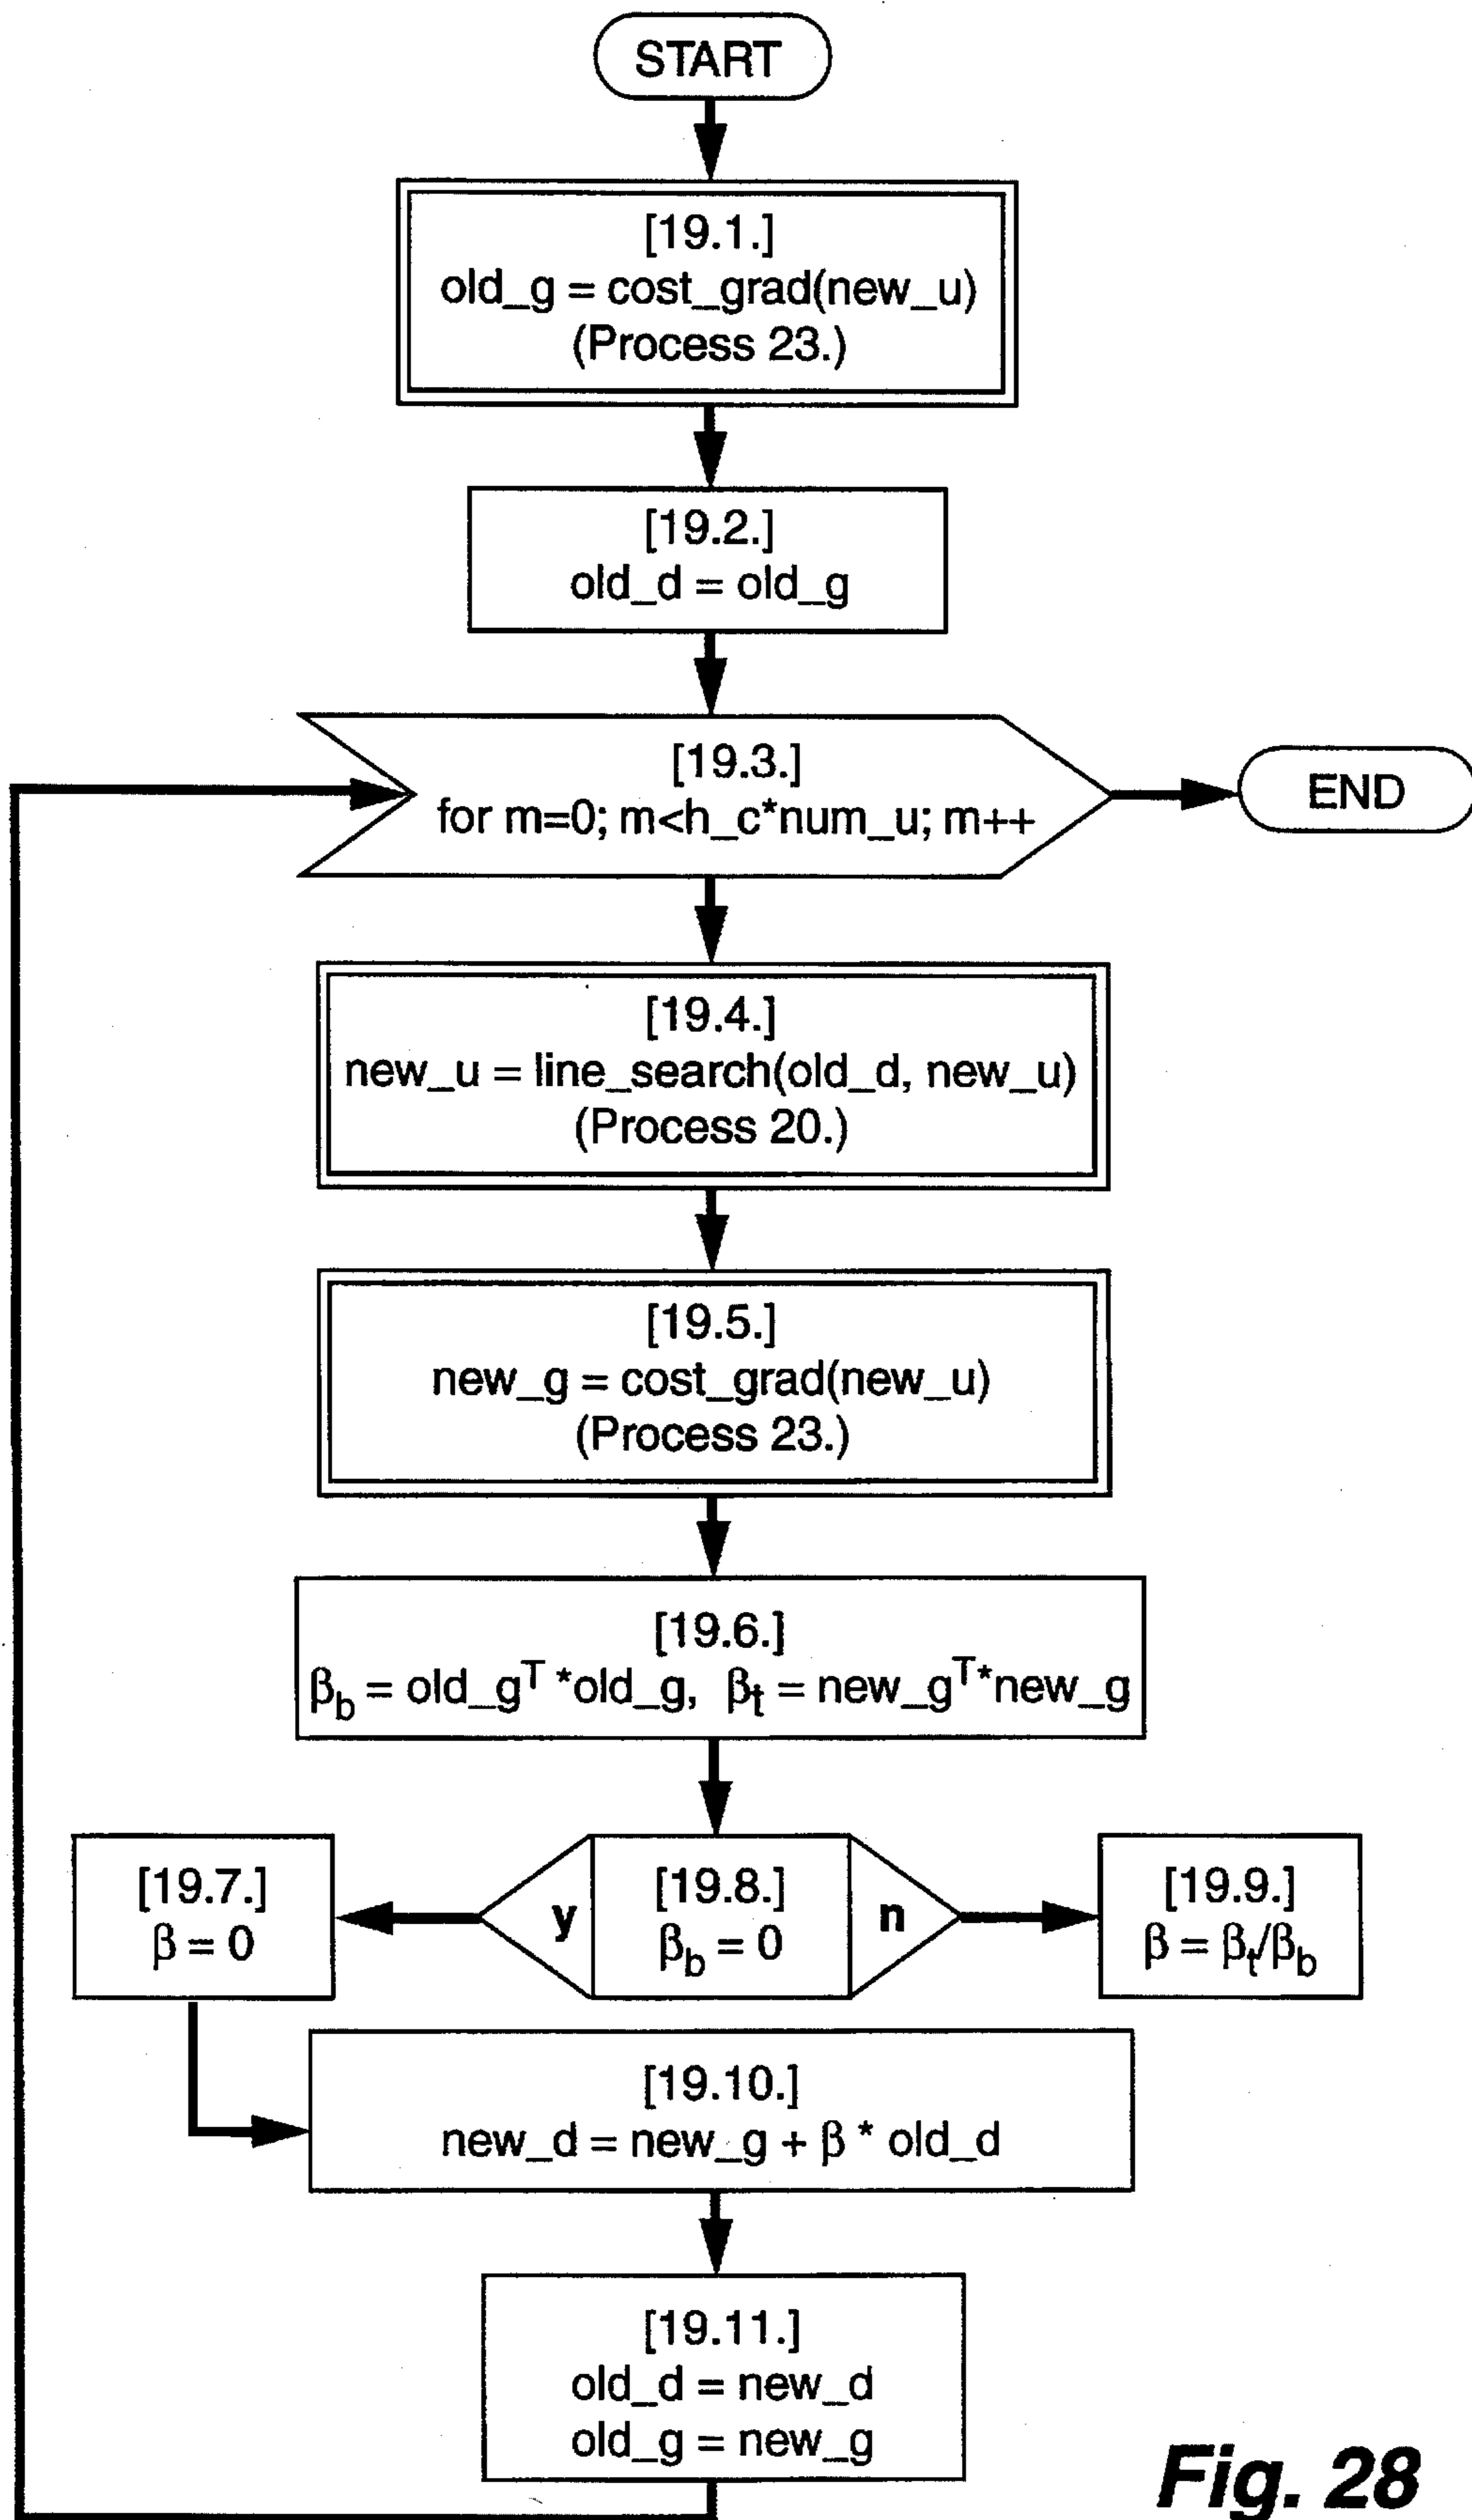 START
[19.1.]
old_g = cost_grad(new_u)
(Process 23.)
[19.2.]
old_d = old_g
[19.3.]
for m=0; m<h_c*num_u; m++
END
[19.4.]
new_u = line_search(old_d, new_u)
(Process 20.)
[19.5.]
new_g = cost_grad(new_u)
(Process 23.)
[19.6.]
βb = old_gT *old_g, βt = new_gT*new_g
[19.7.]
β = 0
y
[19.8.]
βb = 0
n
[19.9.]
β = βt/βb
[19.10.]
new_d = new_g + β * old_d
[19.11.]
old_d = new_d
old_g = new_g
Fig. 28